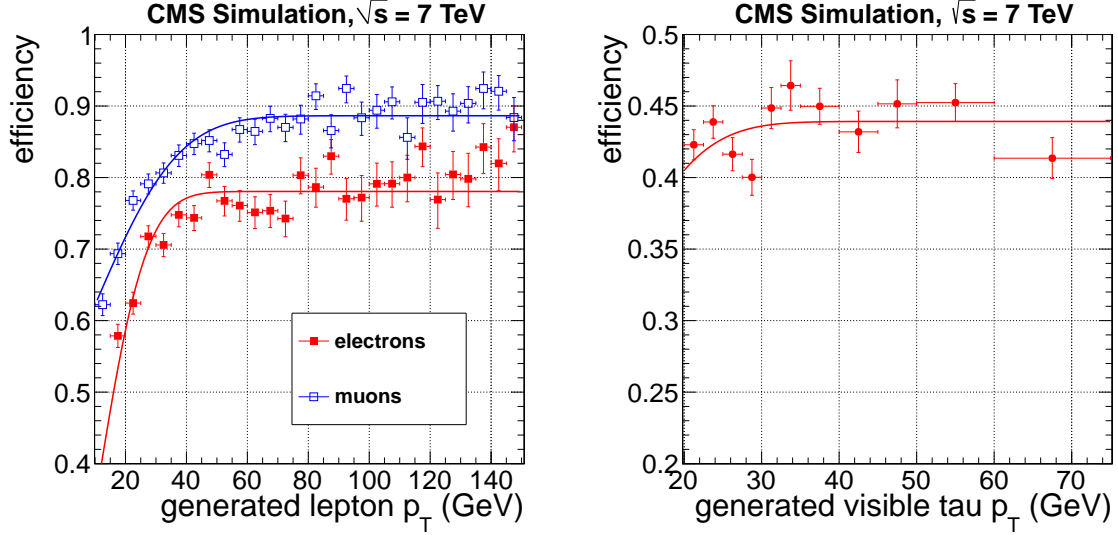 CMS Simulation, √s = 7 TeV
efficiency
1
0.9
0.8
0.7
0.6
0.5
0.4
electrons
muons
20 40 60 80 100 120 140
generated lepton p_T (GeV)
CMS Simulation, √s = 7 TeV
efficiency
0.5
0.45
0.4
0.35
0.3
0.25
0.2
20 30 40 50 60 70
generated visible tau p_T (GeV)